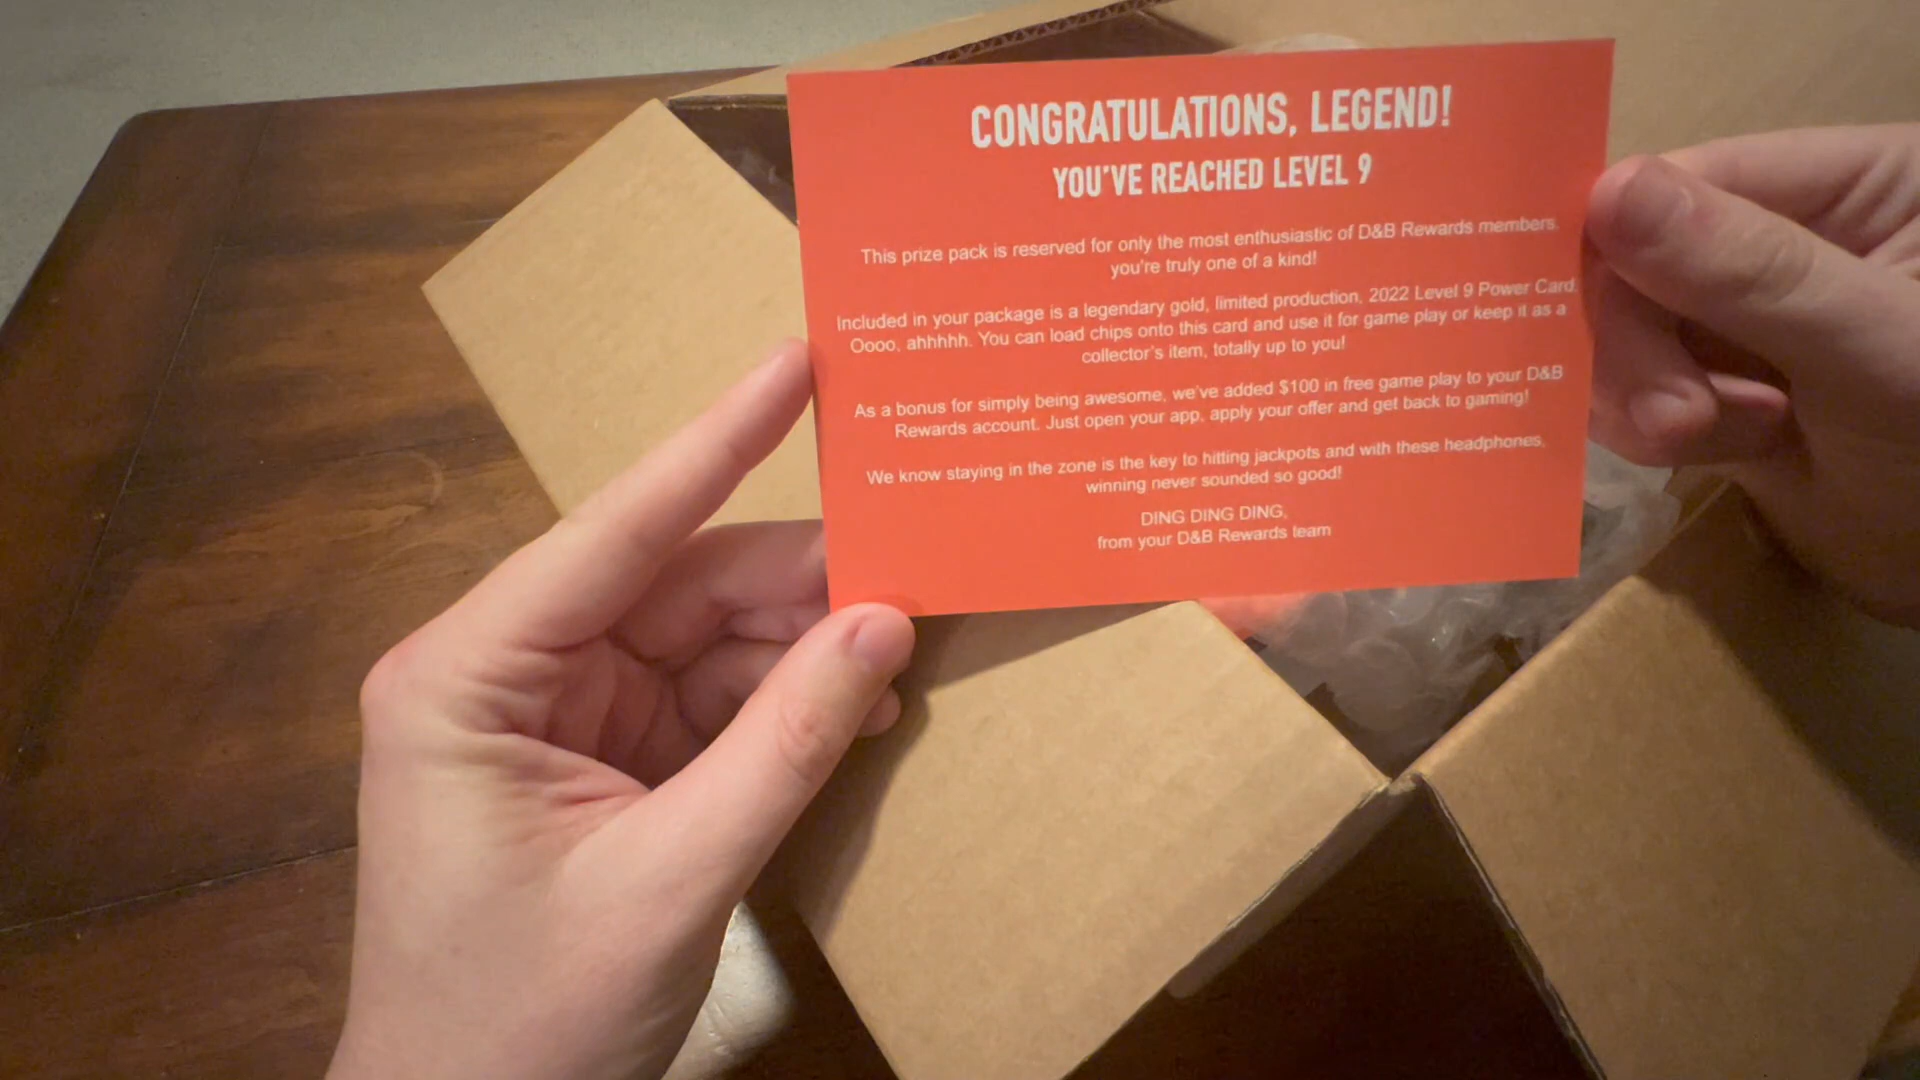 CONGRATULATIONS, LEGEND!
YOU'VE REACHED LEVEL 9
This prize pack is reserved for only the most enthusiastic of D&B Rewards members,
you're truly one of a kind!
Included in your package is a legendary gold, limited production, 2022 Level 9 Power Card.
Oooo, ahhhhh. You can load chips onto this card and use it for game play or keep it as a
collector's item, totally up to you!
As a bonus for simply being awesome, we've added $100 in free game play to your D&B
Rewards account. Just open your app, apply your offer and get back to gaming!
We know staying in the zone is the key to hitting jackpots and with these headphones,
winning never sounded so good!
DING DING DING,
from your D&B Rewards team